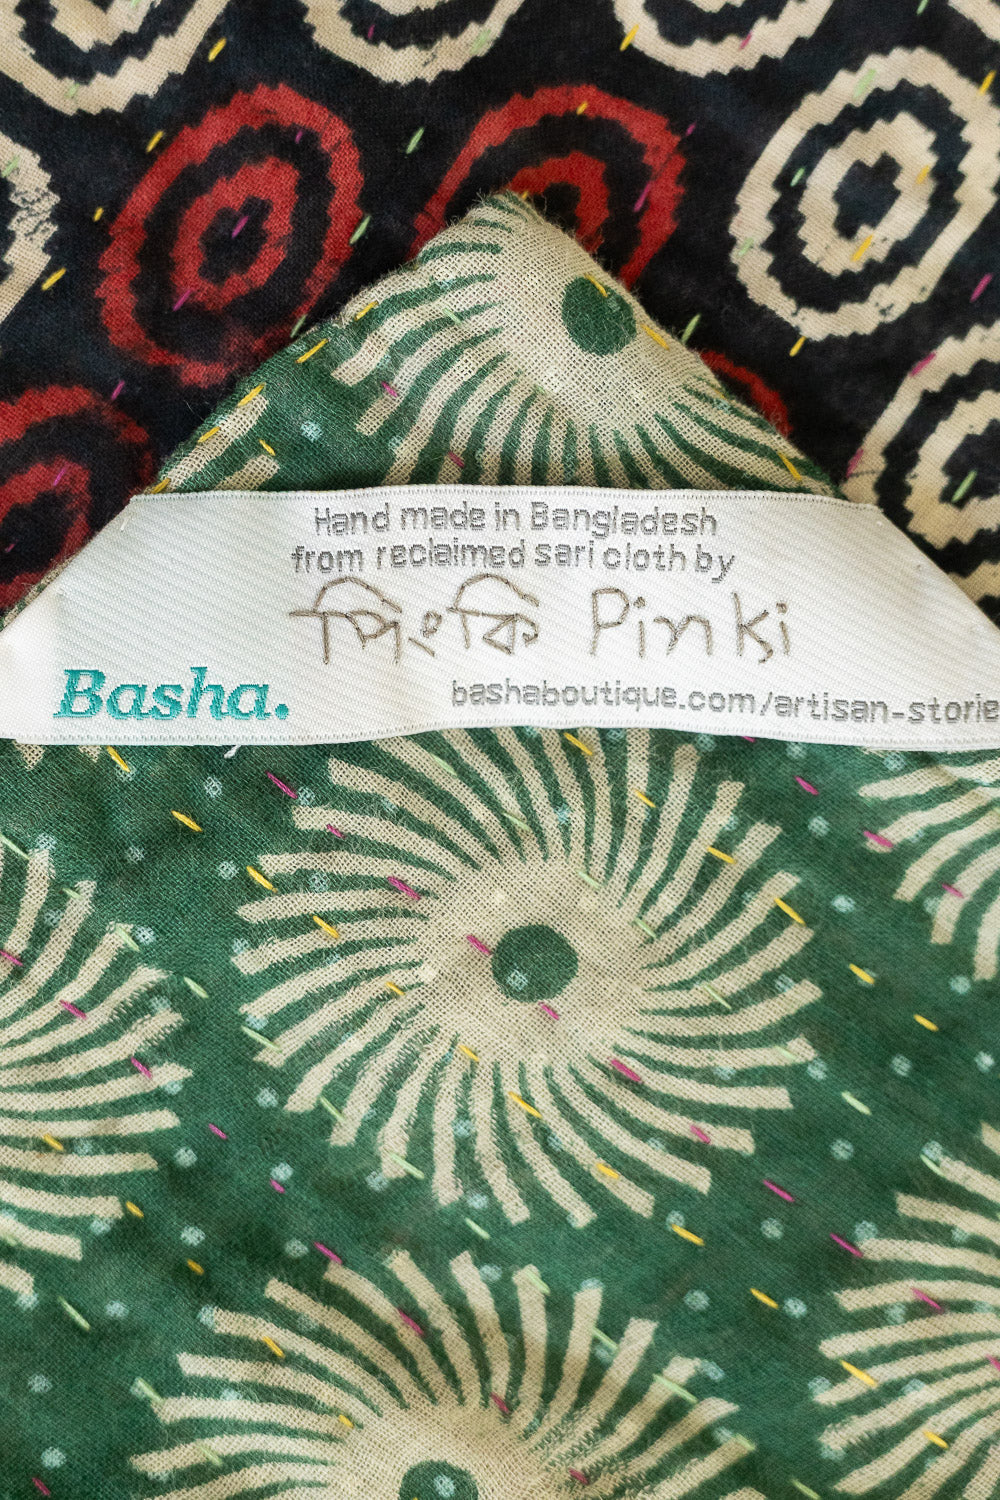 Hand made in Bangladesh
from reclaimed sari cloth by
পিংকি Pinki
Basha.
bashaboutique.com/artisan-storie